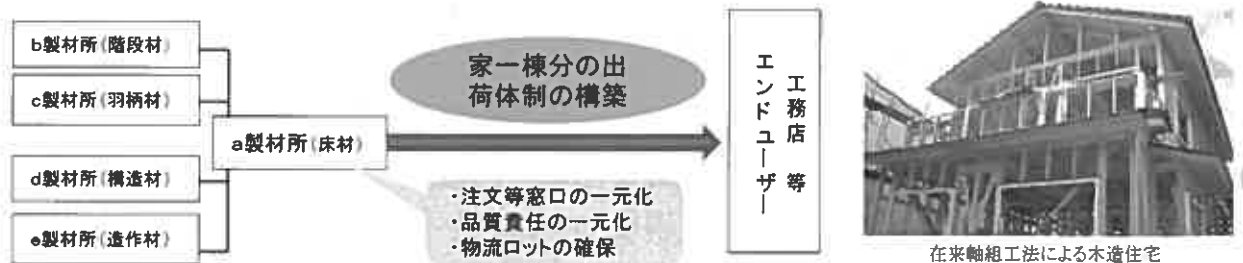 b製材所(階段材)
c製材所(羽柄材)
a製材所(床材)
d製材所(構造材)
e製材所(造作材)
家一棟分の出
荷体制の構築
・注文等窓口の一元化
・品質責任の一元化
・物流ロットの確保
工務店 等
エンドユーザー
在来軸組工法による木造住宅